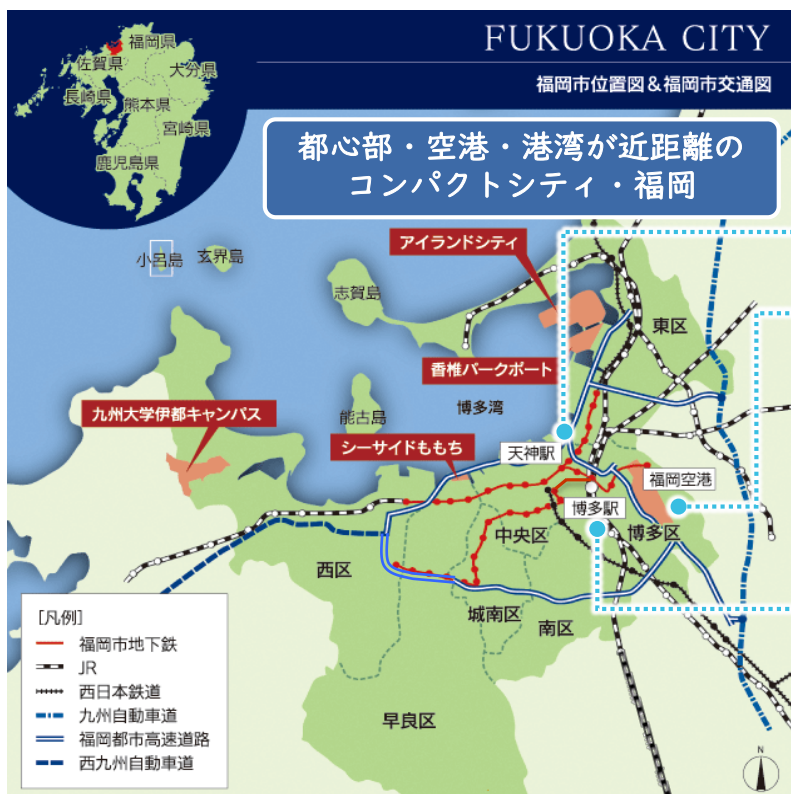 FUKUOKA CITY
福岡市位置図＆福岡市交通図
福岡県
佐賀県
大分県
長崎県
熊本県
宮崎県
鹿児島県
都心部・空港・港湾が近距離の
コンパクトシティ・福岡
アイランドシティ
小呂島
玄界島
志賀島
東区
香椎パークポート
九州大学伊都キャンパス
能古島
博多湾
シーサイドももち
天神駅
福岡空港
博多駅
中央区
博多区
西区
城南区
南区
早良区
［凡例］
福岡市地下鉄
JR
西日本鉄道
九州自動車道
福岡都市高速道路
西九州自動車道
N